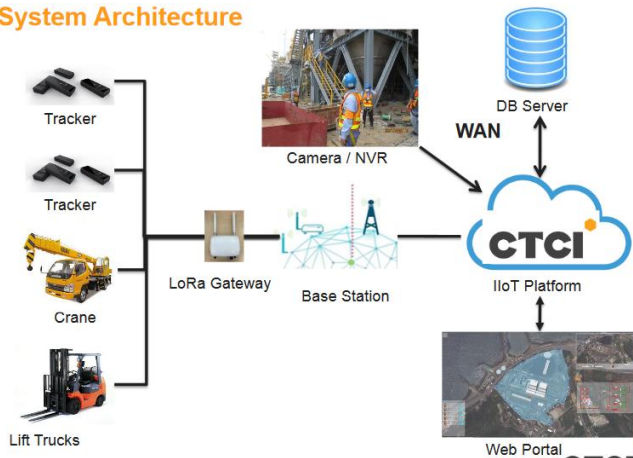 System Architecture
Tracker
Tracker
Crane
Lift Trucks
LoRa Gateway
Camera / NVR
Base Station
WAN
DB Server
CTCI
IIoT Platform
Web Portal
CTCI